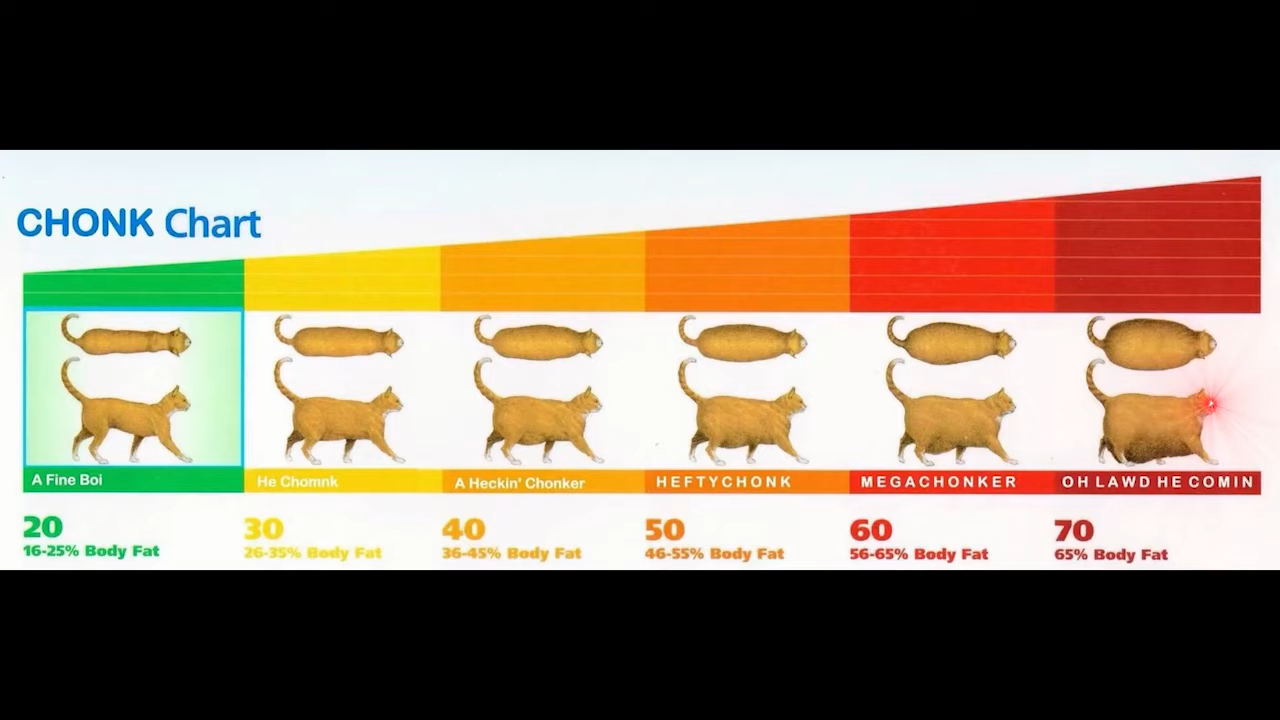 CHONK Chart
A Fine Boi
He Chomnk
A Heckin' Chonker
HEFTYCHONK
MEGACHONKER
OH LAWD HE COMIN
20
16-25% Body Fat
30
26-35% Body Fat
40
36-45% Body Fat
50
46-55% Body Fat
60
56-65% Body Fat
70
65% Body Fat